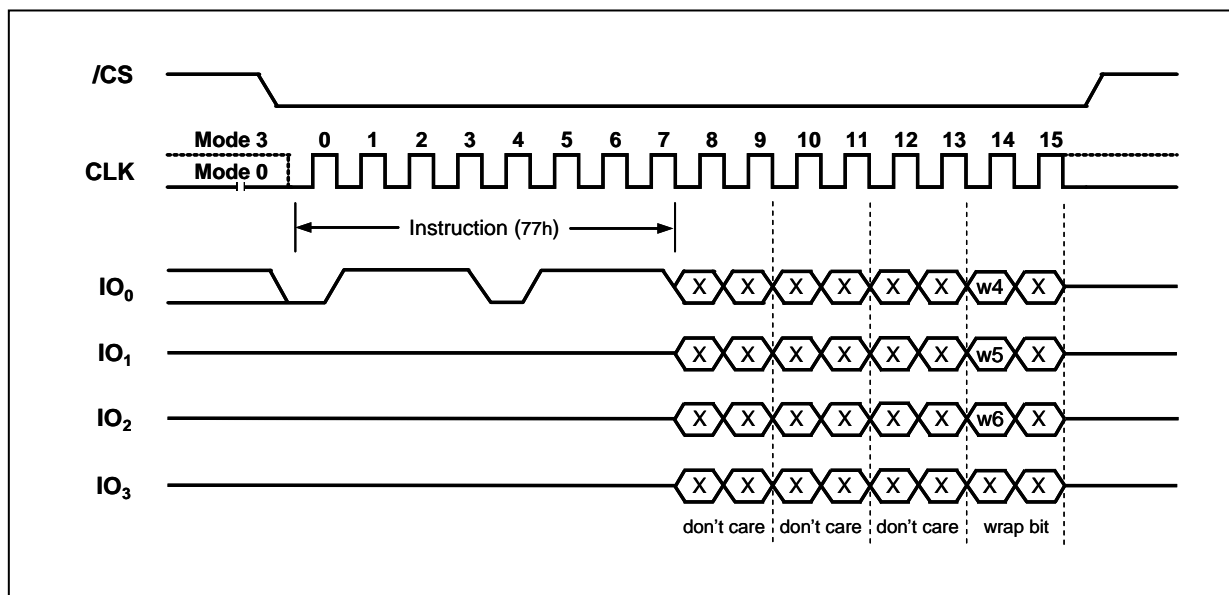 /CS
Mode 3 0 1 2 3 4 5 6 7 8 9 10 11 12 13 14 15
CLK Mode 0
Instruction (77h)
IO0 X X X X X X w4 X
IO1 X X X X X X w5 X
IO2 X X X X X X w6 X
IO3 X X X X X X X X
don't care don't care don't care wrap bit